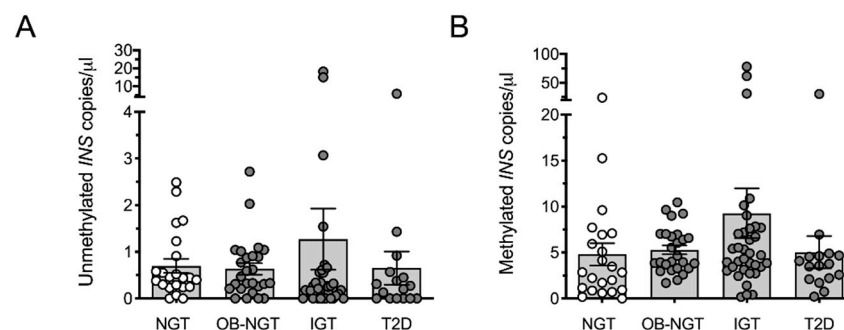 A
Unmethylated INS copies/μl
30
20
10
4
3
2
1
0
NGT OB-NGT IGT T2D
B
Methylated INS copies/μl
100
50
20
15
10
5
0
NGT OB-NGT IGT T2D